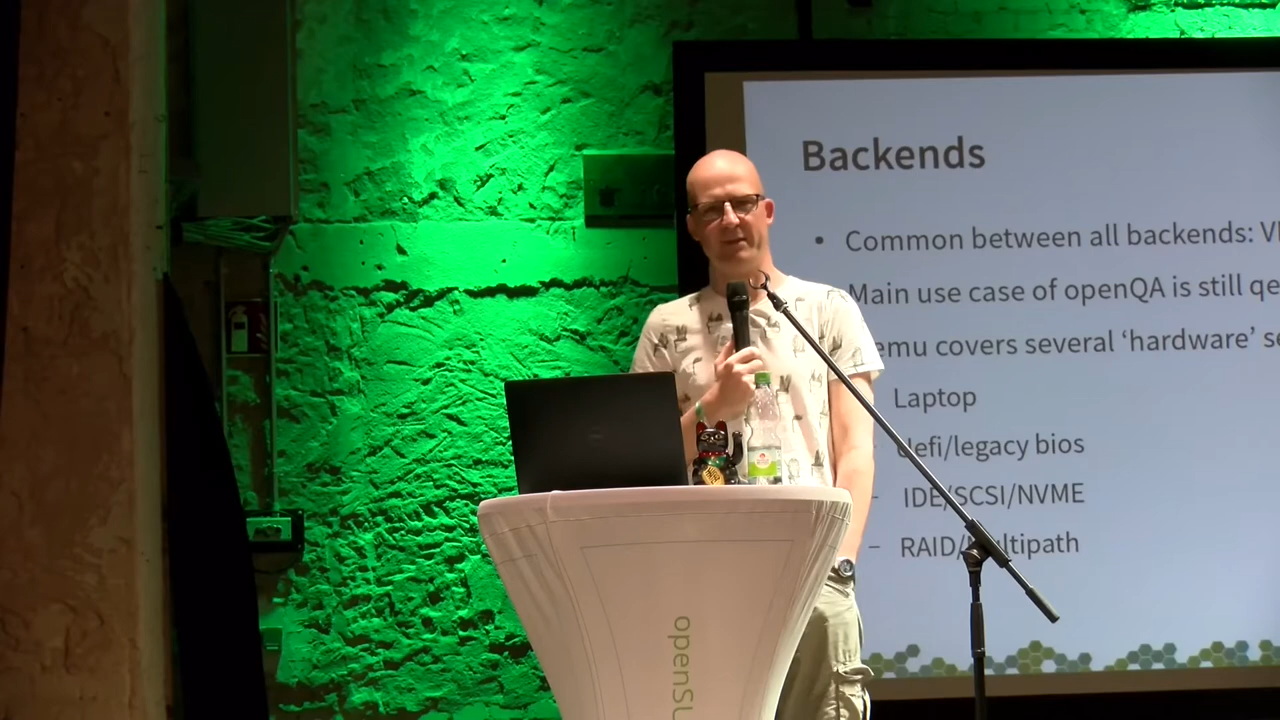 Backends
• Common between all backends: V
Main use case of openQA is still qe
emu covers several ‘hardware’ se
Laptop
efi/legacy bios
- IDE/SCSI/NVME
- RAID/Multipath
openSU